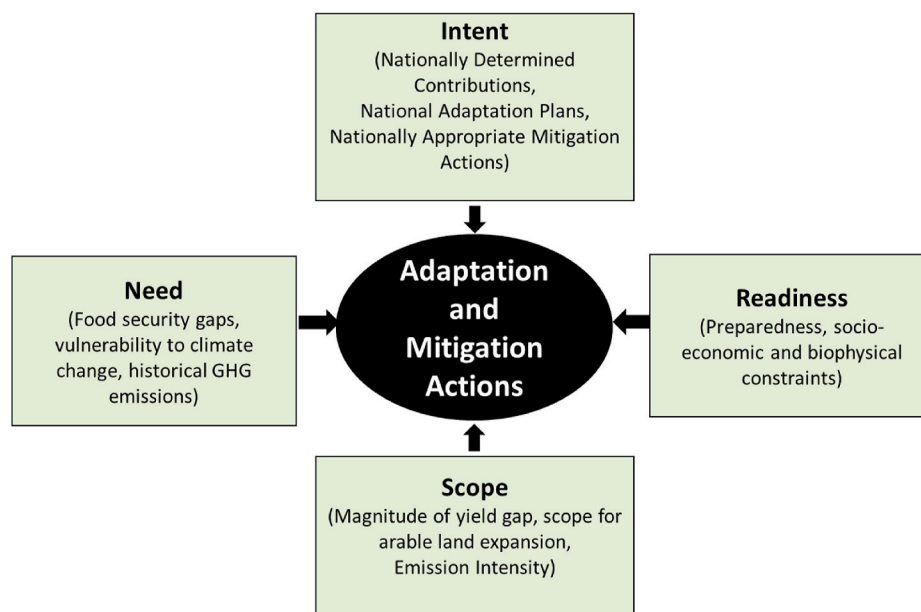 Intent
(Nationally Determined
Contributions,
National Adaptation Plans,
Nationally Appropriate Mitigation
Actions)
Need
(Food security gaps,
vulnerability to climate
change, historical GHG
emissions)
Adaptation
and
Mitigation
Actions
Readiness
(Preparedness, socio-
economic and biophysical
constraints)
Scope
(Magnitude of yield gap, scope for
arable land expansion,
Emission Intensity)